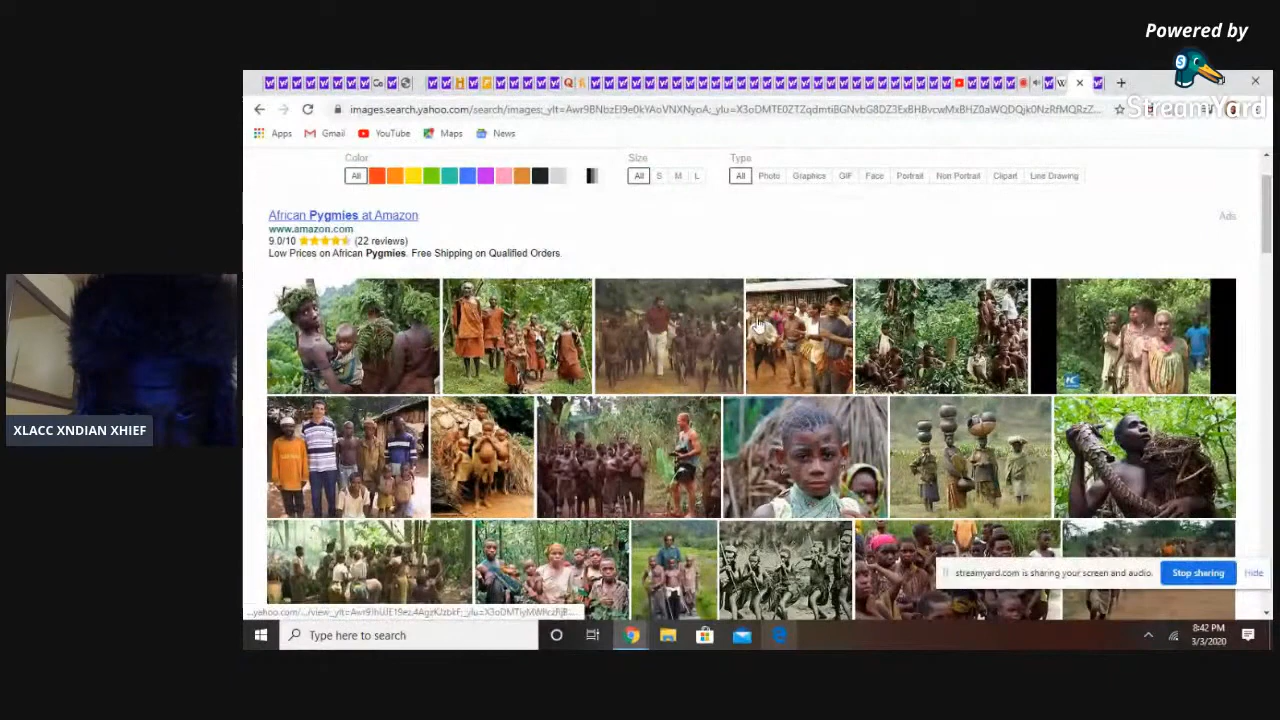 Powered by
StreamYard
images.search.yahoo.com/search/images;_ylt=
Apps
Gmail
YouTube
Maps
News
Color
Size
Type
All
All
S
M
L
All
Photo
Graphics
GIF
Face
Portrait
Non Portrait
Clipart
Line Drawing
African Pygmies at Amazon
Ads
www.amazon.com
9.0/10
(22 reviews)
Low Prices on African Pygmies. Free Shipping on Qualified Orders.
XLACC XNDIAN XHIEF
streamyard.com is sharing your screen and audio.
Stop sharing
Hide
Type here to search
8:42 PM
3/3/2020